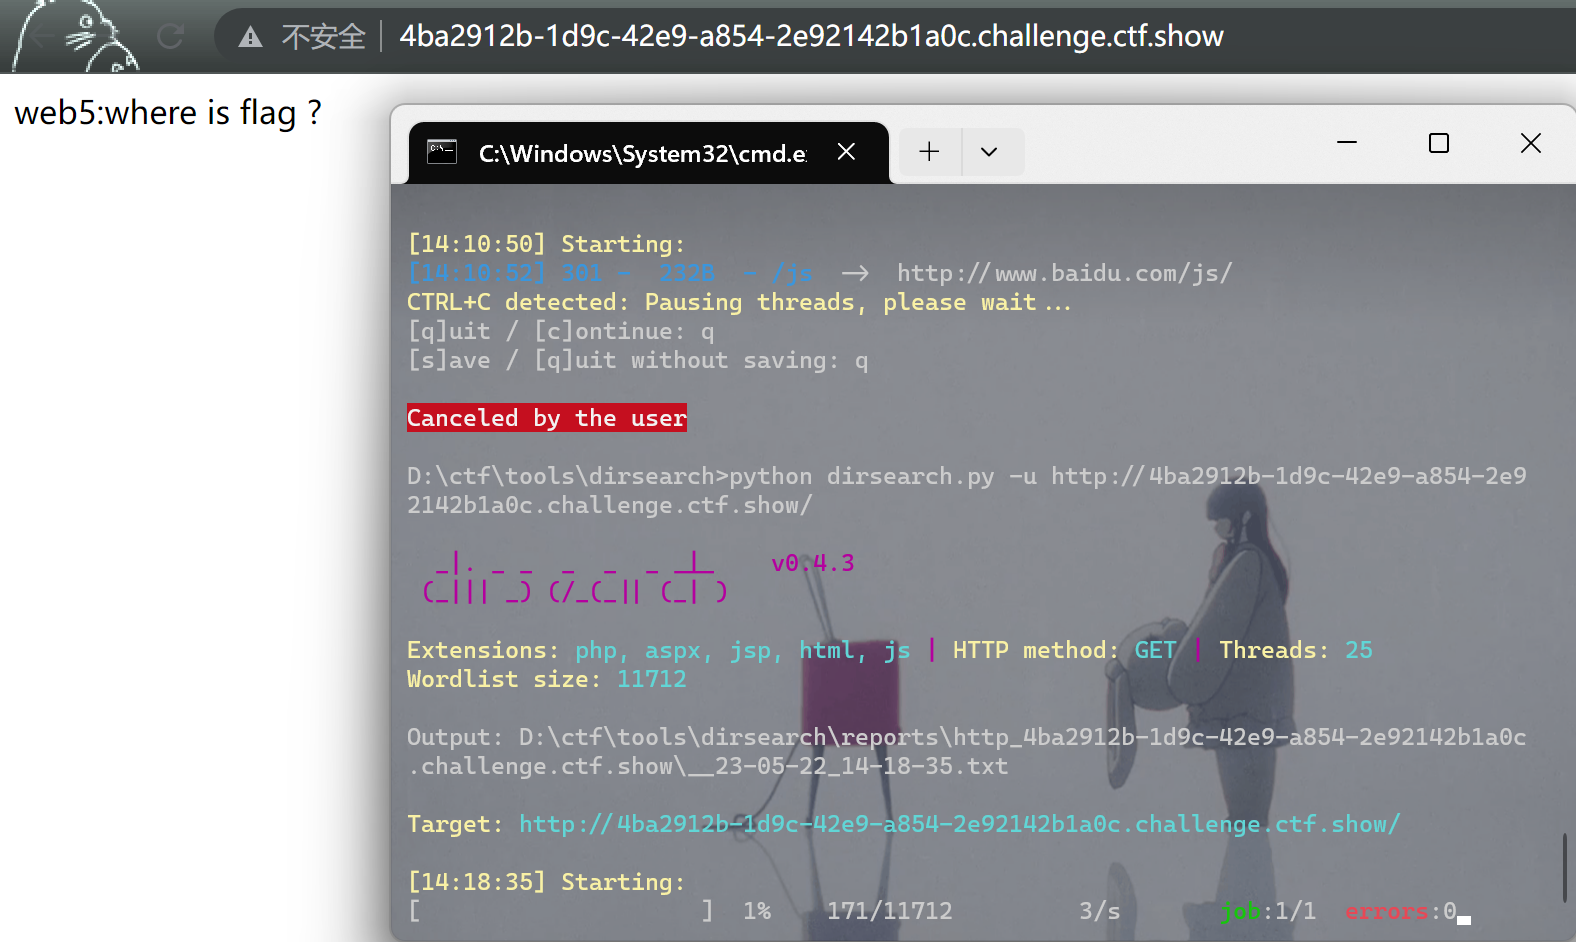 不安全 4ba2912b-1d9c-42e9-a854-2e92142b1a0c.challenge.ctf.show
web5:where is flag ?
C:\Windows\System32\cmd.e
[14:10:50] Starting:
[14:10:52] 301 -  232B  - /js  ->  http://www.baidu.com/js/
CTRL+C detected: Pausing threads, please wait...
[q]uit / [c]ontinue: q
[s]ave / [q]uit without saving: q
Canceled by the user
D:\ctf\tools\dirsearch>python dirsearch.py -u http://4ba2912b-1d9c-42e9-a854-2e9
2142b1a0c.challenge.ctf.show/
  _|. _ _  _  _  _ _|_    v0.4.3
 (_||| _) (/_(_|| (_| )
Extensions: php, aspx, jsp, html, js | HTTP method: GET | Threads: 25
Wordlist size: 11712
Output: D:\ctf\tools\dirsearch\reports\http_4ba2912b-1d9c-42e9-a854-2e92142b1a0c
.challenge.ctf.show\__23-05-22_14-18-35.txt
Target: http://4ba2912b-1d9c-42e9-a854-2e92142b1a0c.challenge.ctf.show/
[14:18:35] Starting:
[                    ]  1%    171/11712         3/s       job:1/1  errors:0